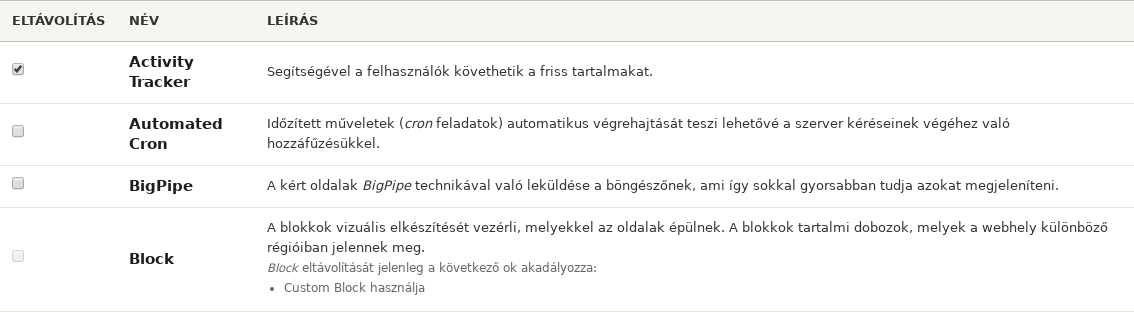 ELTÁVOLÍTÁS NÉV LEÍRÁS
Activity
Tracker
Segítségével a felhasználók követhetik a friss tartalmakat.
Automated
Cron
Időzített műveletek (cron feladatok) automatikus végrehajtását teszi lehetővé a szerver kéréseinek végéhez való
hozzáfűzésükkel.
BigPipe
A kért oldalak BigPipe technikával való leküldése a böngészőnek, ami így sokkal gyorsabban tudja azokat megjeleníteni.
Block
A blokkok vizuális elkészítését vezérli, melyekkel az oldalak épülnek. A blokkok tartalmi dobozok, melyek a webhely különböző
régióiban jelennek meg.
Block eltávolítását jelenleg a következő ok akadályozza:
• Custom Block használja